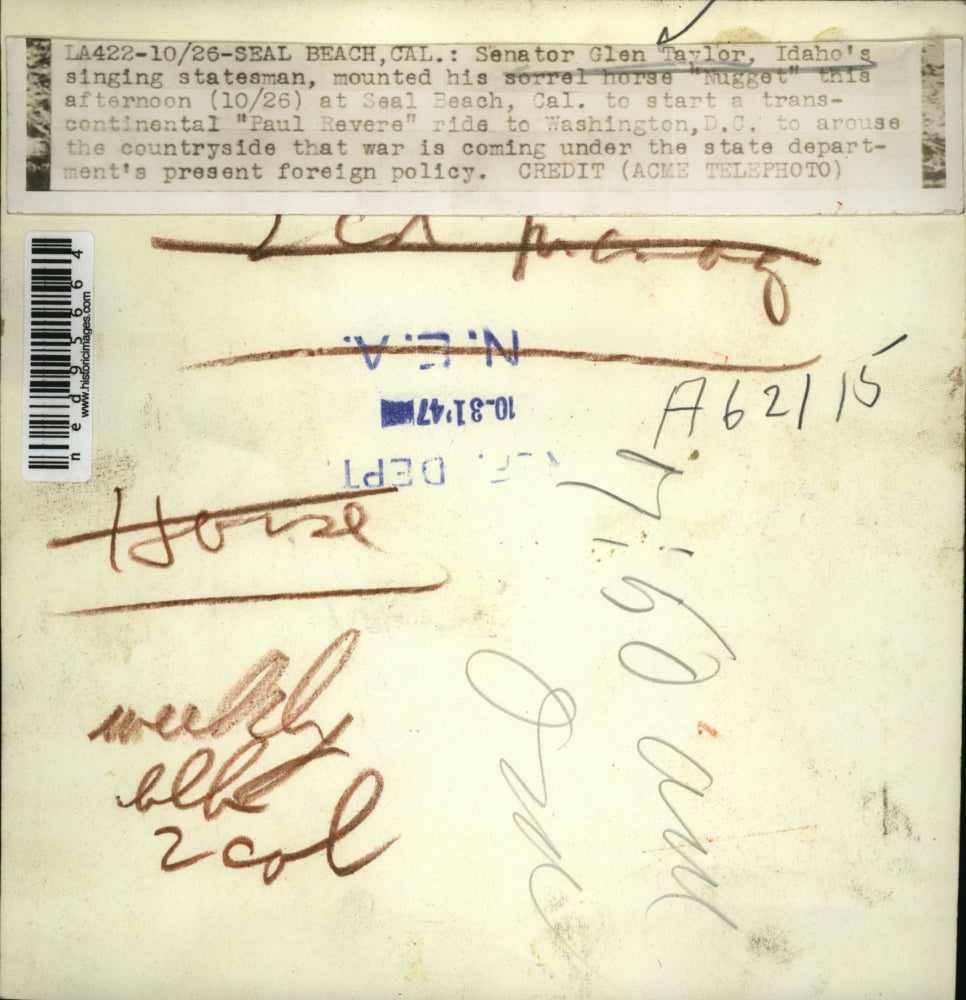 LA422-10/26-SEAL BEACH,CAL.: Senator Glen Taylor, Idaho's
singing statesman, mounted his sorrel horse "Nugget" this
afternoon (10/26) at Seal Beach, Cal. to start a trans-
continental "Paul Revere" ride to Washington,D.C. to arouse
the countryside that war is coming under the state depart-
ment's present foreign policy. CREDIT (ACME TELEPHOTO)
ned95664
www.historicimages.com
N.E.A.
10-31'47
DEPT.
A62115
Horse
weekly
2 col